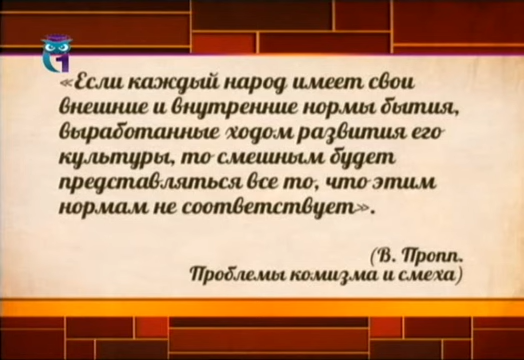 1
«Если каждый народ имеет свои
внешние и внутренние нормы бытия,
выработанные ходом развития его
культуры, то смешным будет
представляться все то, что этим
нормам не соответствует».
(В. Пропп.
Проблемы комизма и смеха)